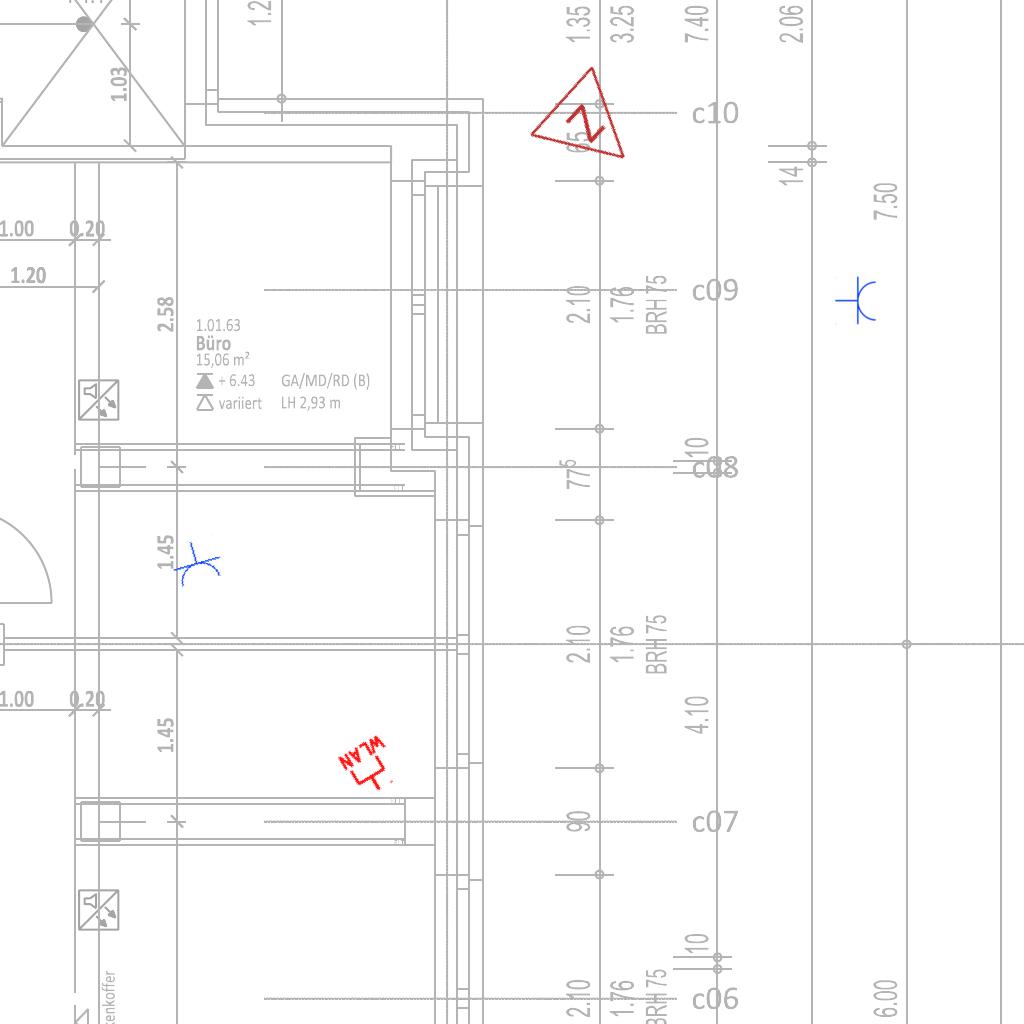 1.2
1.35
3.25
7.40
2.06
1.03
c10
65
14
7.50
1.00
0.20
1.20
2.58
c09
2.10
1.76
BRH 75
1.01.63
Büro
15,06 m²
+ 6.43 GA/MD/RD (B)
variiert LH 2,93 m
10
c08
77⁵
1.45
2.10
1.76
BRH 75
1.00
0.20
4.10
1.45
WLAN
90
c07
10
enkoffer
2.10
1.76
BRH 75
c06
6.00